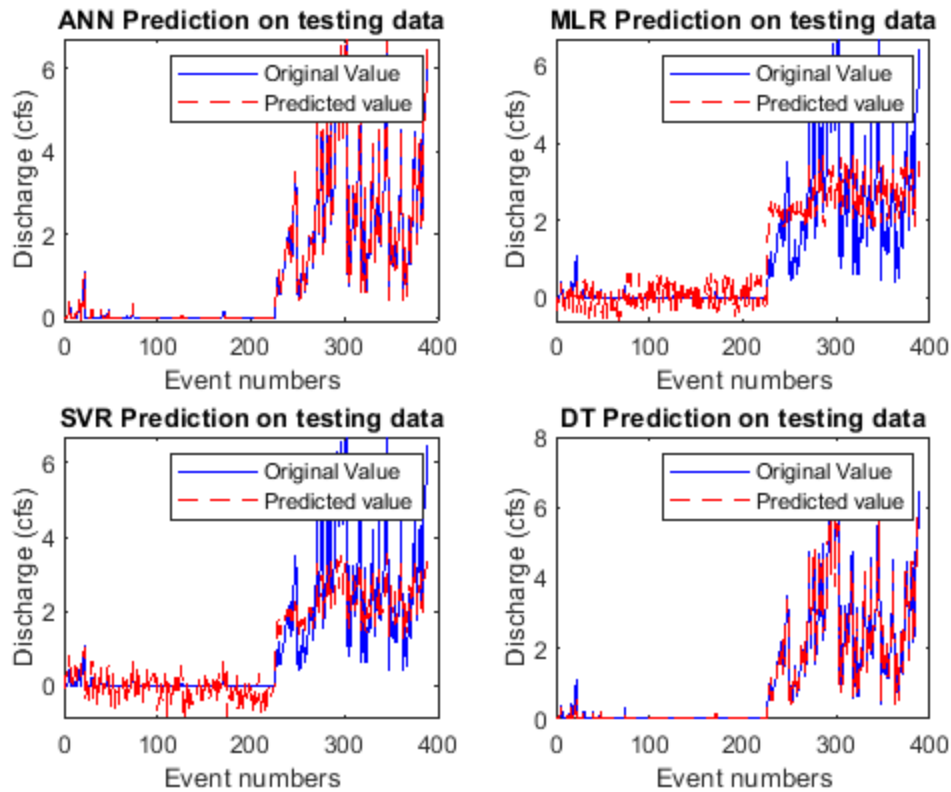 ANN Prediction on testing data
Original Value
Predicted value
Discharge (cfs)
6
4
2
0
0 100 200 300 400
Event numbers
MLR Prediction on testing data
Original Value
Predicted value
Discharge (cfs)
6
4
2
0
0 100 200 300 400
Event numbers
SVR Prediction on testing data
Original Value
Predicted value
Discharge (cfs)
6
4
2
0
0 100 200 300 400
Event numbers
DT Prediction on testing data
Original Value
Predicted value
Discharge (cfs)
8
6
4
2
0
0 100 200 300 400
Event numbers